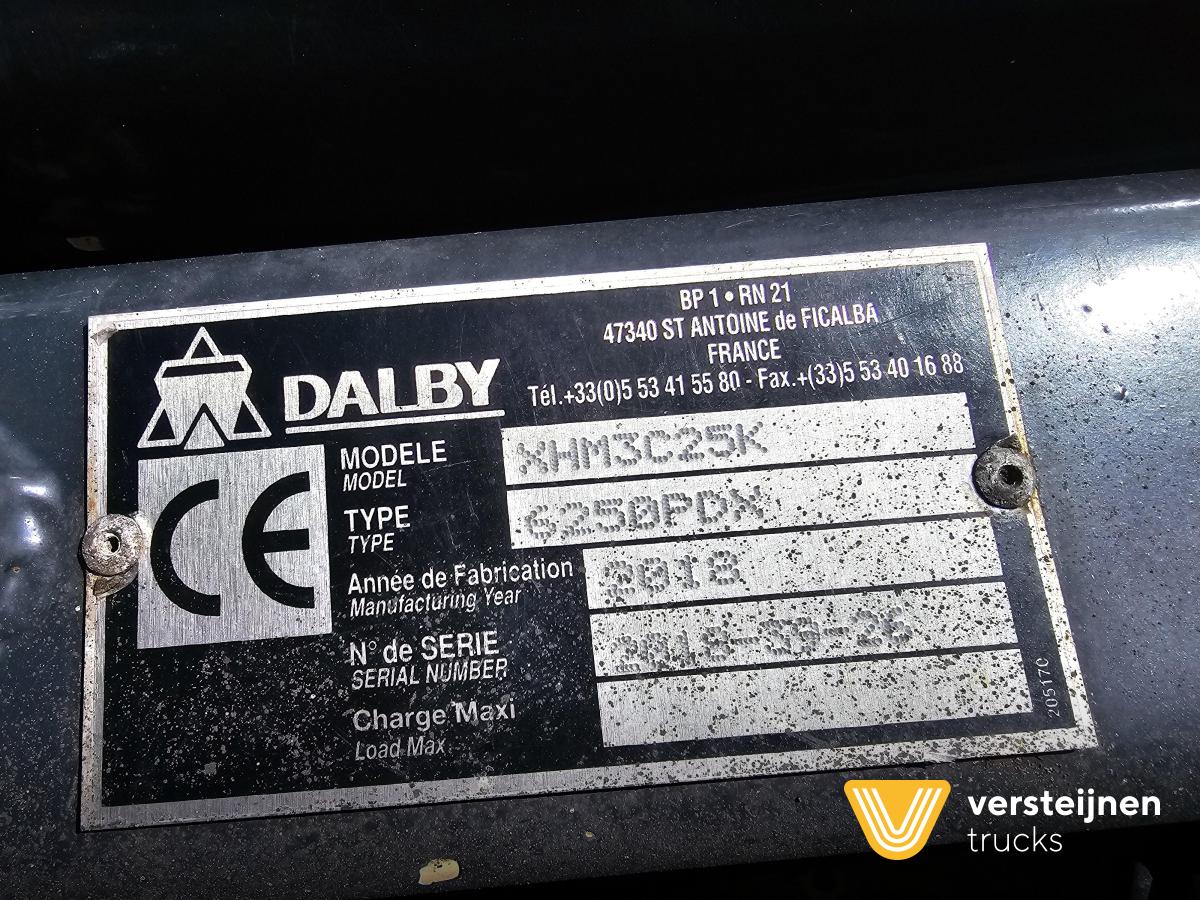 BP 1 • RN 21
47340 ST ANTOINE de FICALBA
FRANCE
Tél.+33(0)5 53 41 55 80 - Fax.+(33)5 53 40 16 88
DALBY
CE
MODELE XHM3C25K
MODEL
TYPE 6250PDX
TYPE
Année de Fabrication 2018
Manufacturing Year
N° de SERIE
SERIAL NUMBER
Charge Maxi
Load Max
205170
versteijnen
trucks